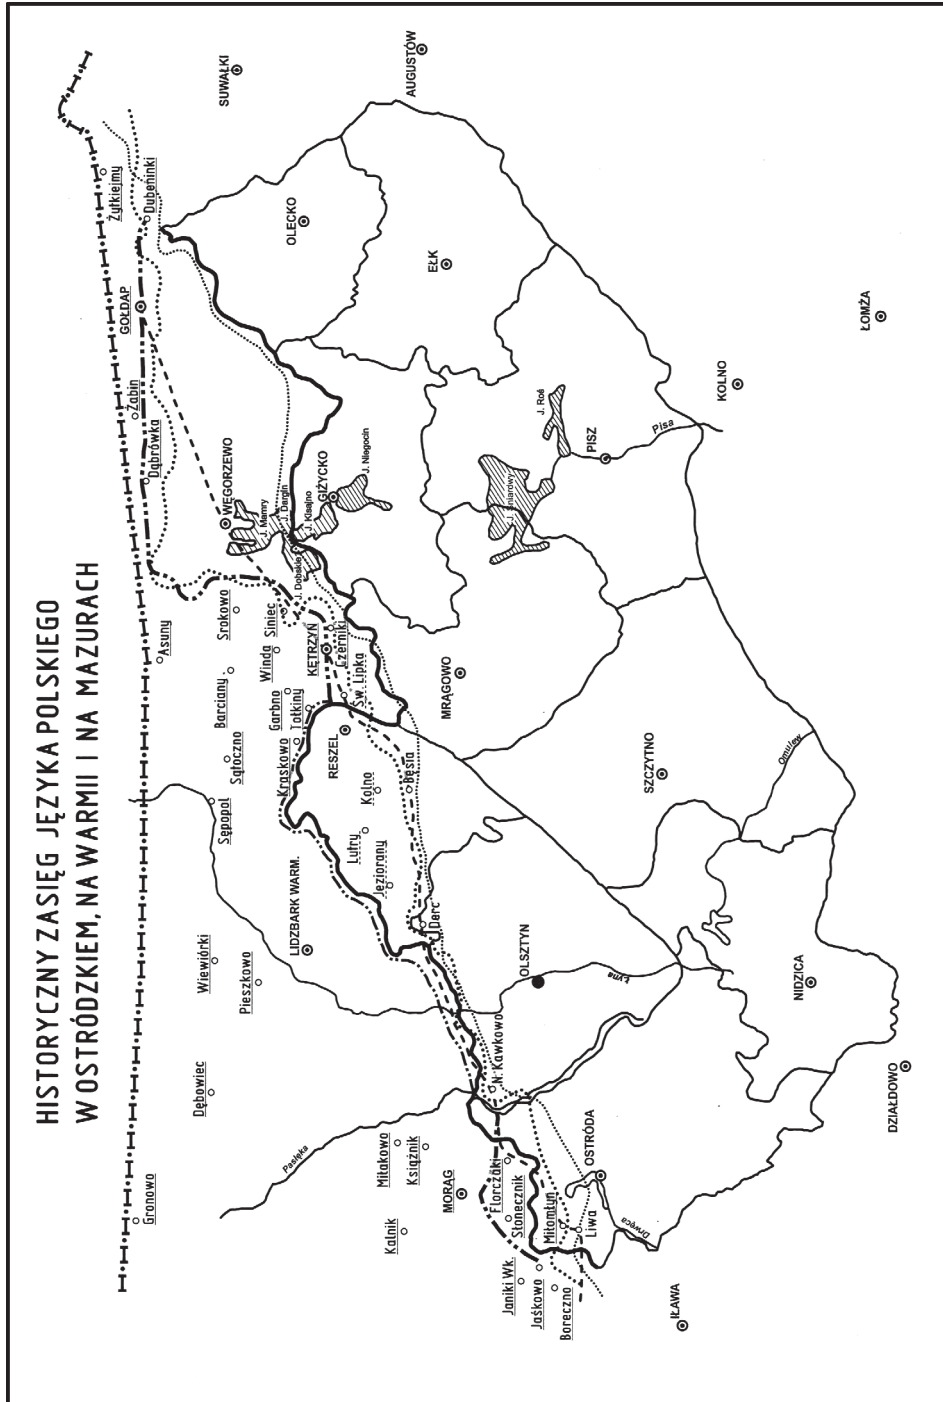 HISTORYCZNY ZASIĘG JĘZYKA POLSKIEGO
W OSTRÓDZKIEM, NA WARMII I NA MAZURACH
Gronowo
Dębowiec
Wiewiórki
Pieszkowo
Sępopol
Sątoczno
Barciany
Asuny
Srokowo
Dąbrówka
Żabin
GOŁDAP
Żytkiejmy
Dubeninki
SUWAŁKI
AUGUSTÓW
Pasłęka
LIDZBARK WARM.
Kraskowo
Garbno
Tołkiny
Winda
Siniec
KĘTRZYN
Czerniki
Św. Lipka
RESZEL
WĘGORZEWO
J. Mamry
J. Dargin
J. Kisajno
J. Dobskie
GIŻYCKO
J. Niegocin
OLECKO
EŁK
Kalnik
Miłakowo
Książnik
MORĄG
Lutry
Kolno
Jeziorany
Bęsia
Derc
MRĄGOWO
J. Śniardwy
J. Roś
PISZ
Pisa
KOLNO
ŁOMŻA
Janiki Wk.
Jaśkowo
Boreczno
Florczaki
Słonecznik
Miłomłyn
Liwa
N. Kawkowo
OLSZTYN
OSTRÓDA
Drwęca
IŁAWA
Łyna
SZCZYTNO
Omulew
NIDZICA
DZIAŁDOWO